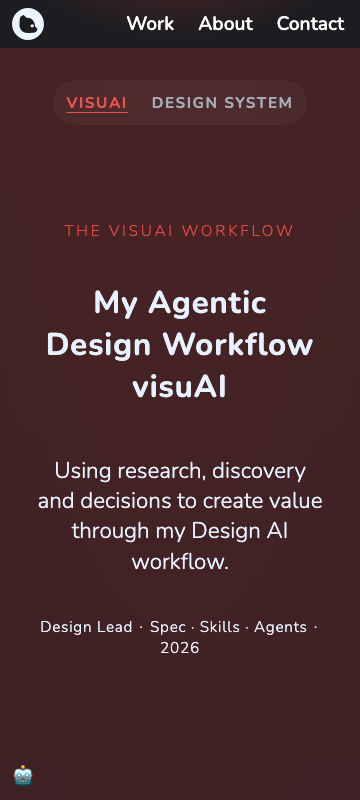 Work About Contact
VISUAI DESIGN SYSTEM
THE VISUAI WORKFLOW
My Agentic
Design Workflow
visuAI
Using research, discovery
and decisions to create value
through my Design AI
workflow.
Design Lead · Spec · Skills · Agents ·
2026